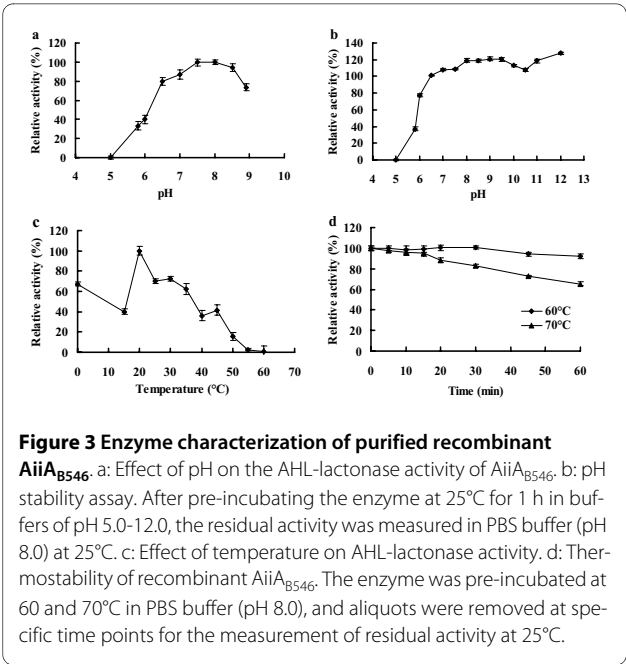 a
Relative activity (%)
120
100
80
60
40
20
0
4 5 6 7 8 9 10
pH
b
Relative activity (%)
140
120
100
80
60
40
20
0
4 5 6 7 8 9 10 11 12 13
pH
c
Relative activity (%)
120
100
80
60
40
20
0
0 10 20 30 40 50 60 70
Temperature (°C)
d
Relative activity (%)
120
100
80
60
40
20
0
60°C
70°C
0 10 20 30 40 50 60
Time (min)
Figure 3 Enzyme characterization of purified recombinant
AiiA_B546. a: Effect of pH on the AHL-lactonase activity of AiiA_B546. b: pH
stability assay. After pre-incubating the enzyme at 25°C for 1 h in buf-
fers of pH 5.0-12.0, the residual activity was measured in PBS buffer (pH
8.0) at 25°C. c: Effect of temperature on AHL-lactonase activity. d: Ther-
mostability of recombinant AiiA_B546. The enzyme was pre-incubated at
60 and 70°C in PBS buffer (pH 8.0), and aliquots were removed at spe-
cific time points for the measurement of residual activity at 25°C.